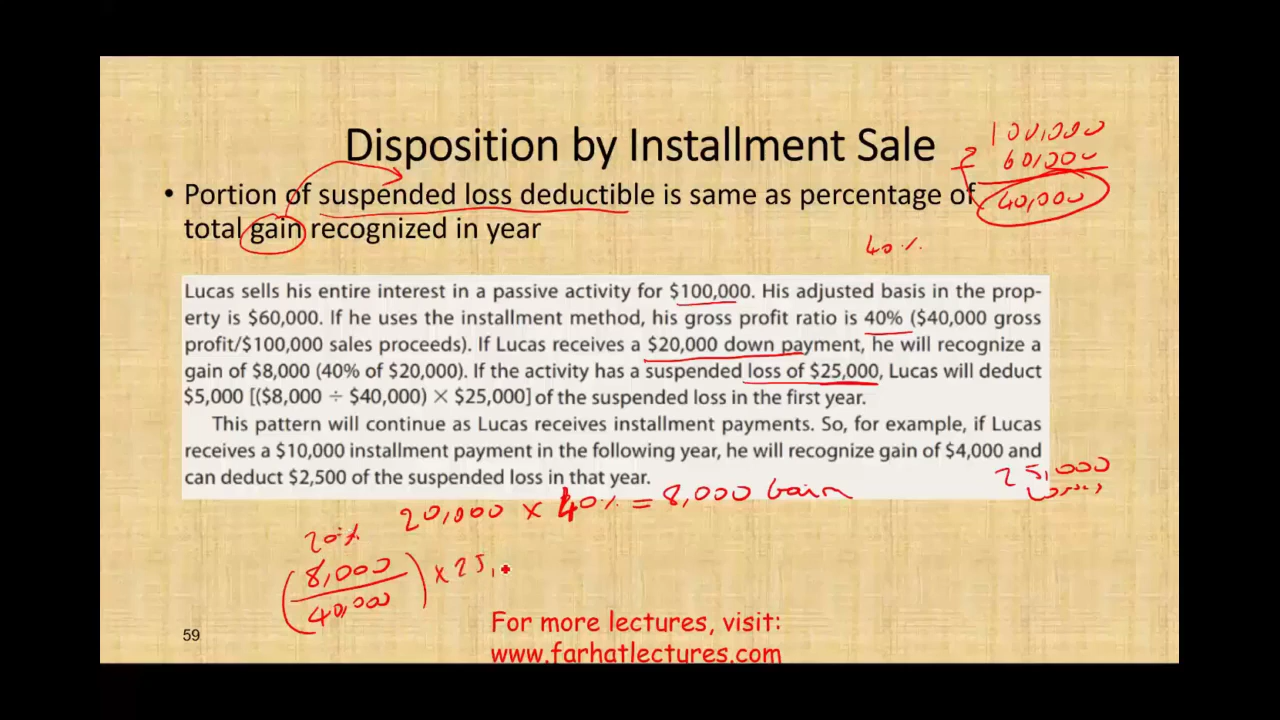 Disposition by Installment Sale
100,000
60,000
40,000
• Portion of suspended loss deductible is same as percentage of
total gain recognized in year
40%
Lucas sells his entire interest in a passive activity for $100,000. His adjusted basis in the prop-
erty is $60,000. If he uses the installment method, his gross profit ratio is 40% ($40,000 gross
profit/$100,000 sales proceeds). If Lucas receives a $20,000 down payment, he will recognize a
gain of $8,000 (40% of $20,000). If the activity has a suspended loss of $25,000, Lucas will deduct
$5,000 [($8,000 ÷ $40,000) × $25,000] of the suspended loss in the first year.
This pattern will continue as Lucas receives installment payments. So, for example, if Lucas
receives a $10,000 installment payment in the following year, he will recognize gain of $4,000 and
can deduct $2,500 of the suspended loss in that year.
25,000
20,000 × 40% = 8,000 Gain
20%
(8,000
40,000) × 25,
For more lectures, visit:
www.farhatlectures.com
59